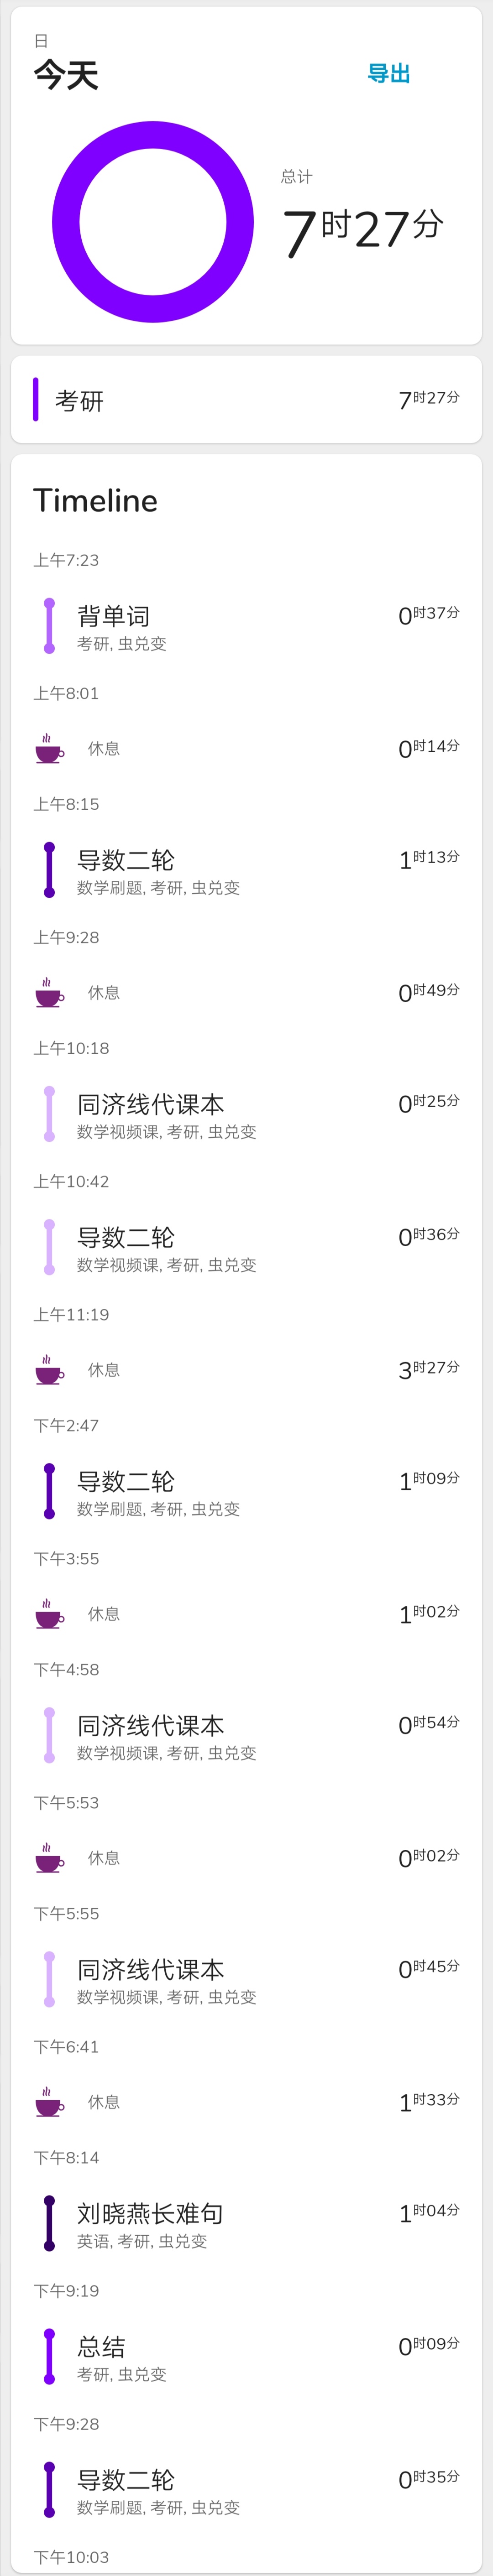 日
今天
导出
总计
7时27分
考研
7时27分
Timeline
上午7:23
背单词
0时37分
考研, 虫兑变
上午8:01
休息
0时14分
上午8:15
导数二轮
1时13分
数学刷题, 考研, 虫兑变
上午9:28
休息
0时49分
上午10:18
同济线代课本
0时25分
数学视频课, 考研, 虫兑变
上午10:42
导数二轮
0时36分
数学视频课, 考研, 虫兑变
上午11:19
休息
3时27分
下午2:47
导数二轮
1时09分
数学刷题, 考研, 虫兑变
下午3:55
休息
1时02分
下午4:58
同济线代课本
0时54分
数学视频课, 考研, 虫兑变
下午5:53
休息
0时02分
下午5:55
同济线代课本
0时45分
数学视频课, 考研, 虫兑变
下午6:41
休息
1时33分
下午8:14
刘晓燕长难句
1时04分
英语, 考研, 虫兑变
下午9:19
总结
0时09分
考研, 虫兑变
下午9:28
导数二轮
0时35分
数学刷题, 考研, 虫兑变
下午10:03